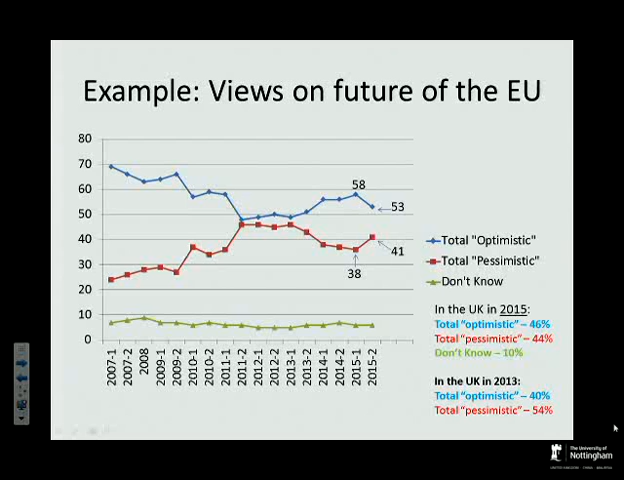 Example: Views on future of the EU
80
70
60
50
40
30
20
10
0
58
53
41
38
2007-1
2007-2
2008
2009-1
2009-2
2010-1
2010-2
2011-1
2011-2
2012-1
2012-2
2013-1
2013-2
2014-1
2014-2
2015-1
2015-2
Total "Optimistic"
Total "Pessimistic"
Don't Know
In the UK in 2015:
Total "optimistic" – 46%
Total "pessimistic" – 44%
Don't Know – 10%
In the UK in 2013:
Total "optimistic" – 40%
Total "pessimistic" – 54%
The University of
Nottingham